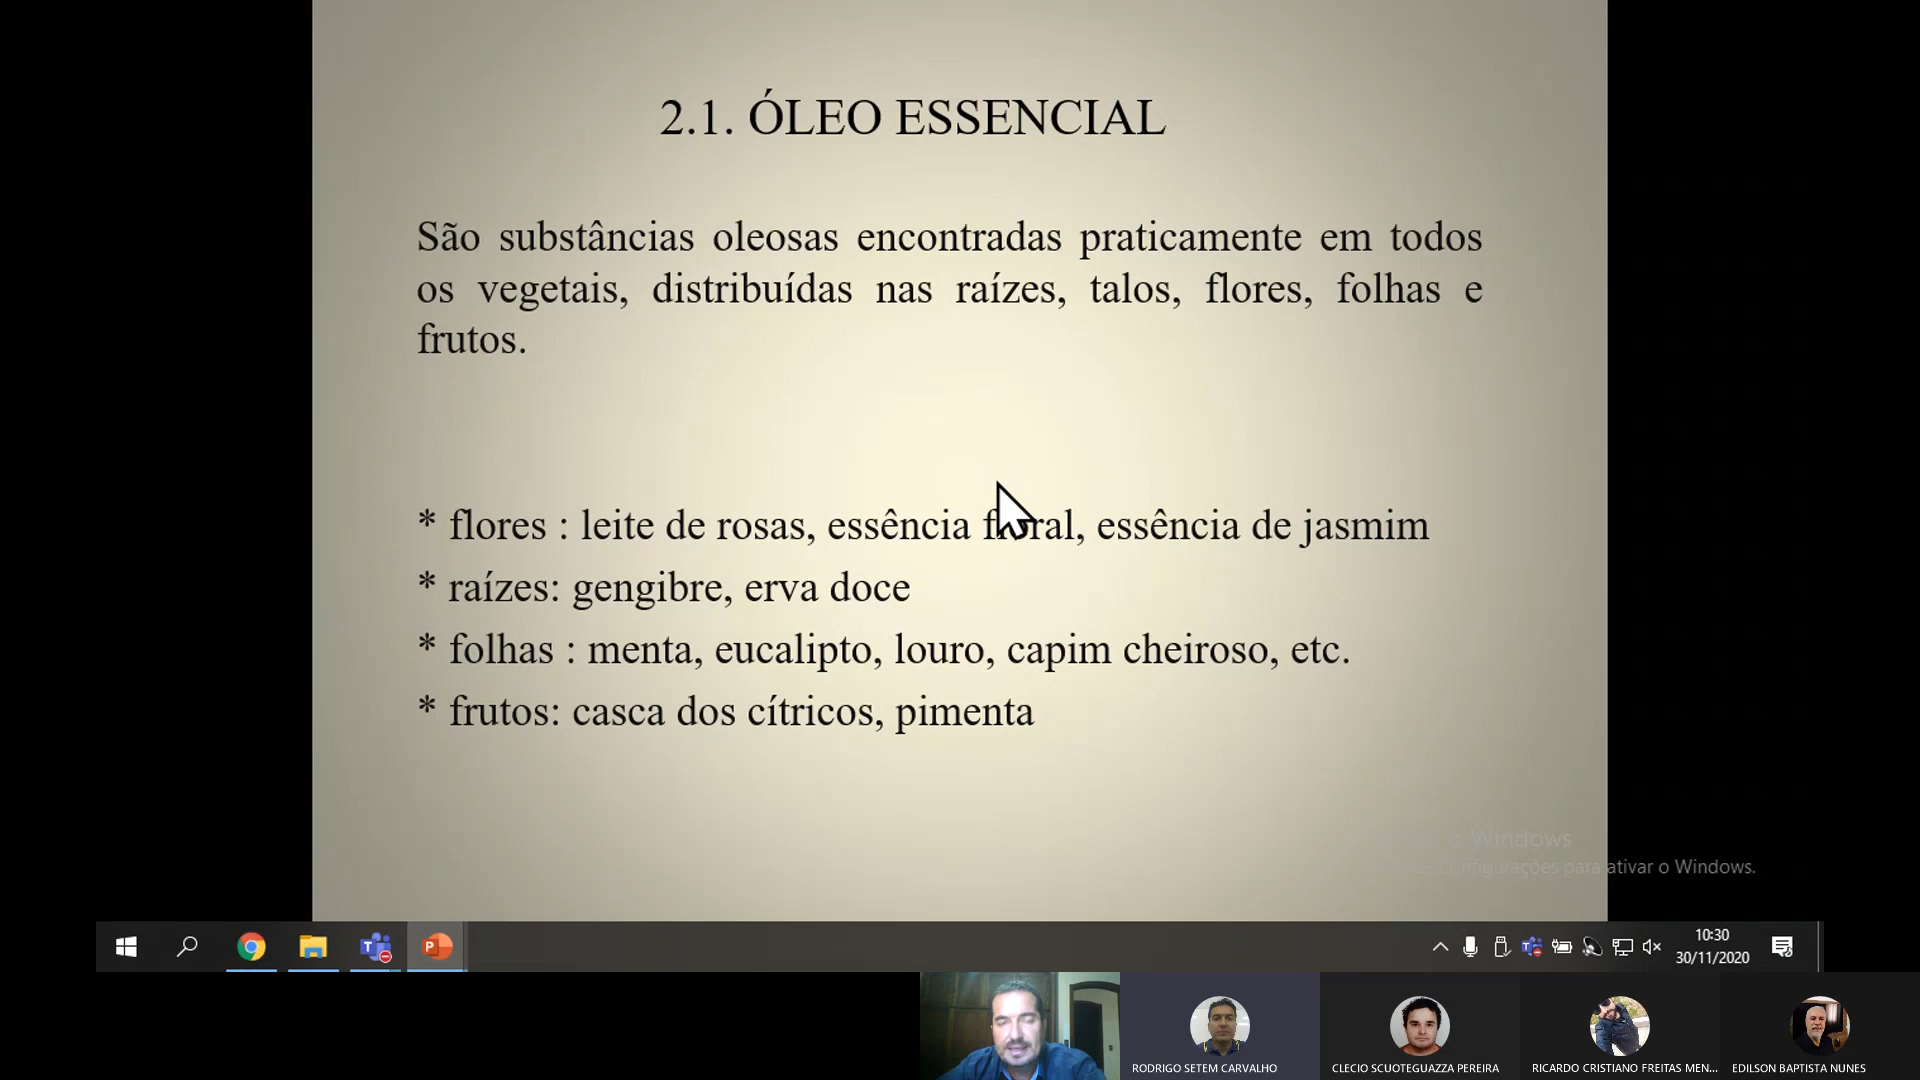 2.1. ÓLEO ESSENCIAL
São substâncias oleosas encontradas praticamente em todos
os vegetais, distribuídas nas raízes, talos, flores, folhas e
frutos.
* flores : leite de rosas, essência floral, essência de jasmim
* raízes: gengibre, erva doce
* folhas : menta, eucalipto, louro, capim cheiroso, etc.
* frutos: casca dos cítricos, pimenta
o Windows
configurações para ativar o Windows.
10:30
30/11/2020
RODRIGO SETEM CARVALHO
CLECIO SCUOTEGUAZZA PEREIRA
RICARDO CRISTIANO FREITAS MEN...
EDILSON BAPTISTA NUNES